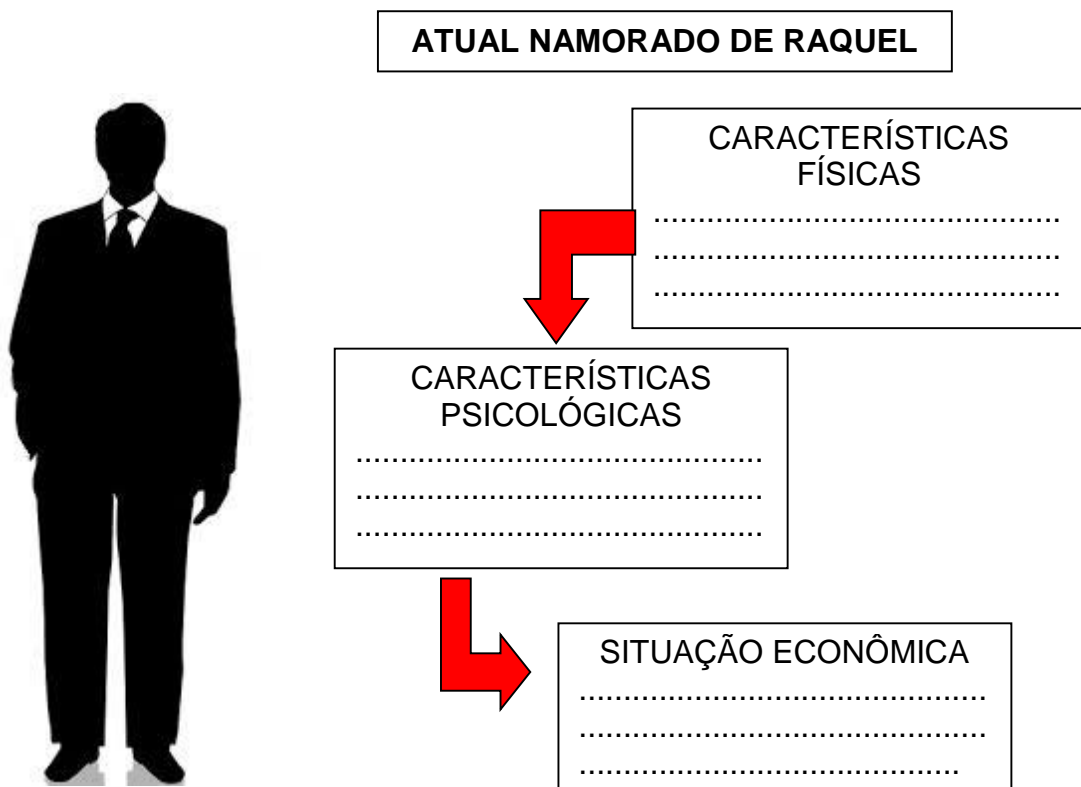 ATUAL NAMORADO DE RAQUEL
CARACTERÍSTICAS
FÍSICAS
..............................................
..............................................
..............................................
CARACTERÍSTICAS
PSICOLÓGICAS
..............................................
..............................................
..............................................
SITUAÇÃO ECONÔMICA
..............................................
..............................................
...........................................